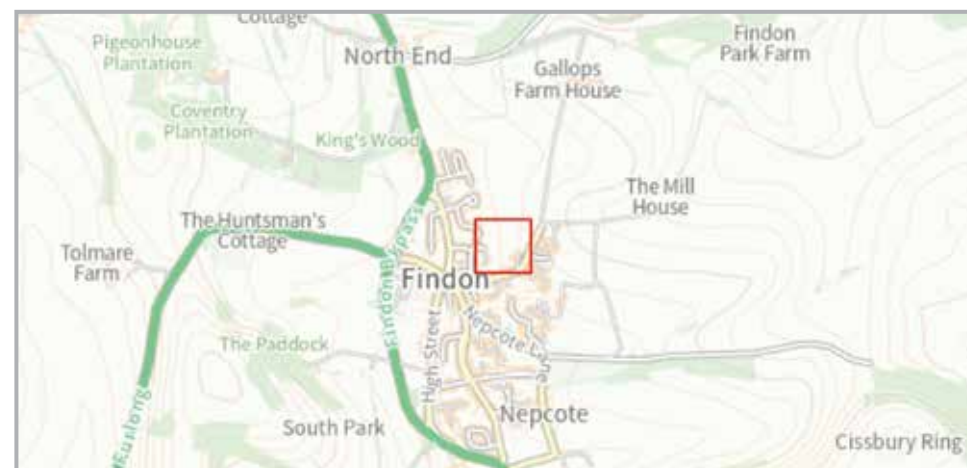 Cottage
Pigeonhouse
Plantation
North End
Findon
Park Farm
Gallops
Farm House
Coventry
Plantation
King's Wood
The Mill
House
The Huntsman's
Cottage
Findon Bypass
Tolmare
Farm
Findon
Nepcote Lane
High Street
The Paddock
Furlong
Nepcote
South Park
Cissbury Ring